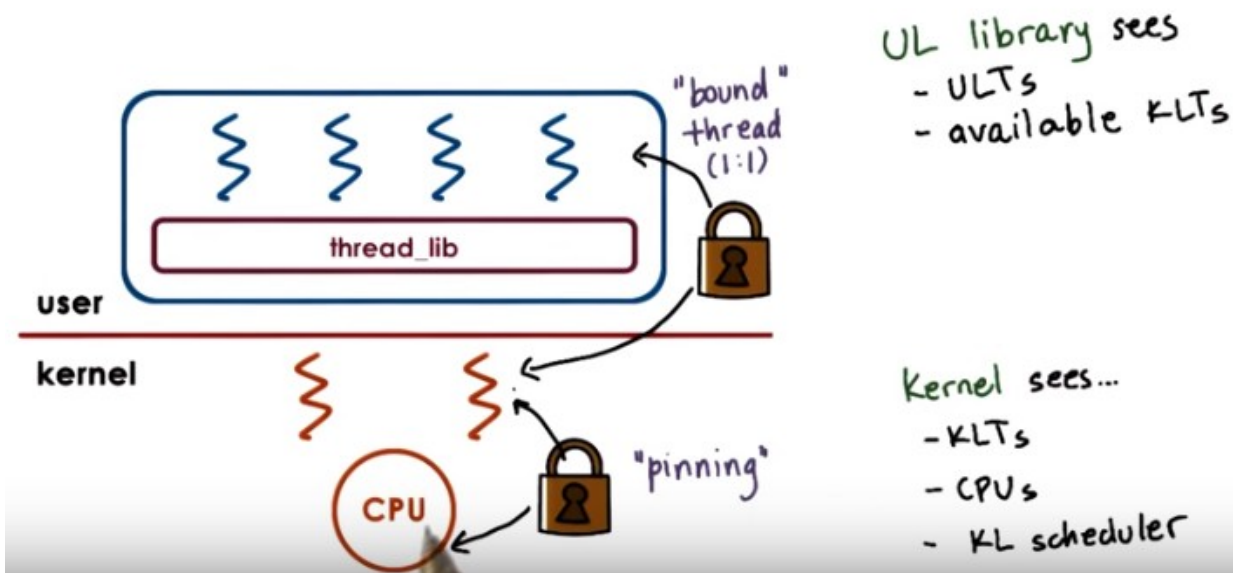 UL library sees
- ULTs
- available KLTs
"bound"
thread
(1:1)
thread_lib
user
kernel
CPU
"pinning"
Kernel sees...
- KLTs
- CPUs
- KL scheduler